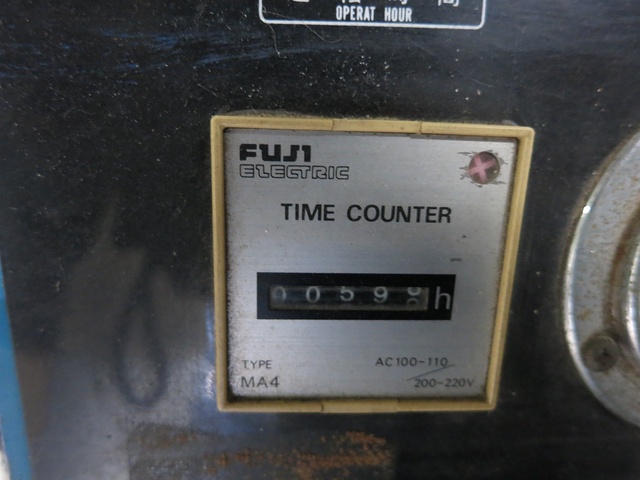 OPERAT HOUR
FUJI
ELECTRIC
TIME COUNTER
0059 h
TYPE
AC100-110
MA4
200-220V